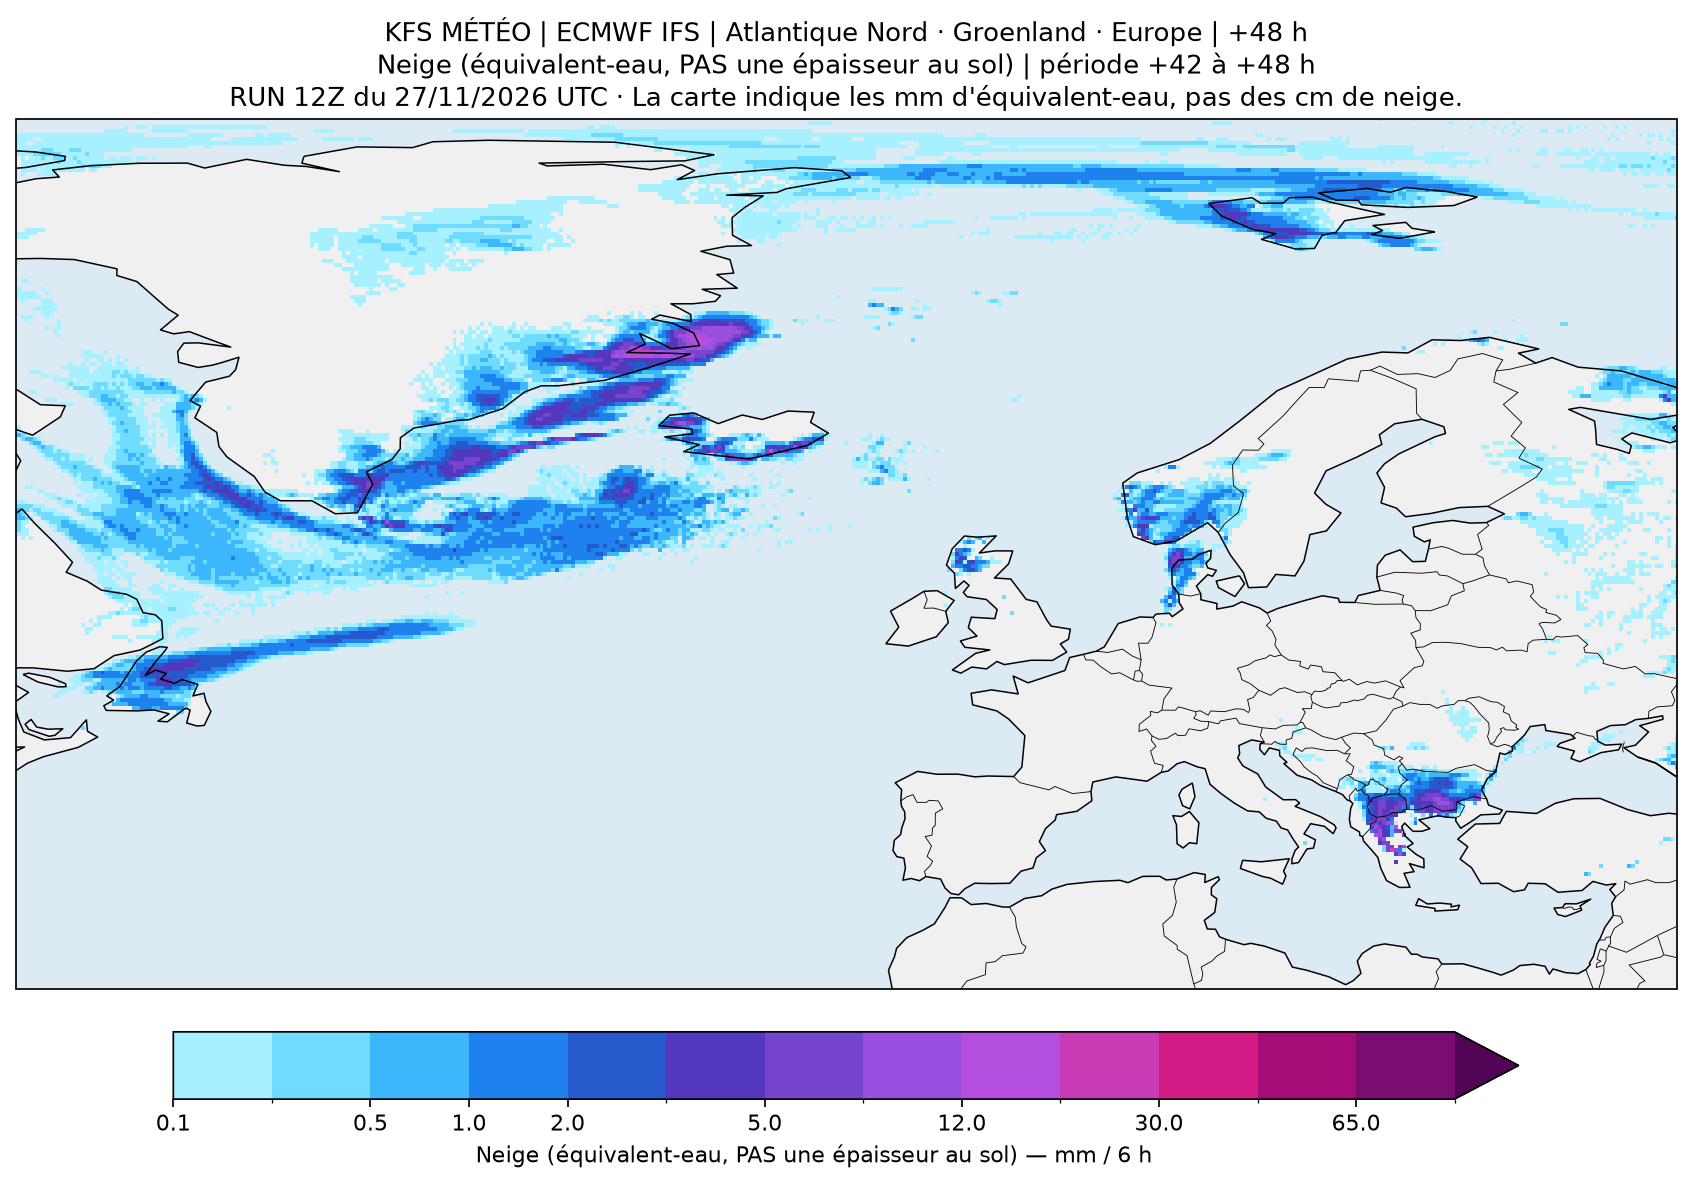 KFS MÉTÉO | ECMWF IFS | Atlantique Nord · Groenland · Europe | +48 h
Neige (équivalent-eau, PAS une épaisseur au sol) | période +42 à +48 h
RUN 12Z du 27/11/2026 UTC · La carte indique les mm d'équivalent-eau, pas des cm de neige.
0.1 0.5 1.0 2.0 5.0 12.0 30.0 65.0
Neige (équivalent-eau, PAS une épaisseur au sol) — mm / 6 h